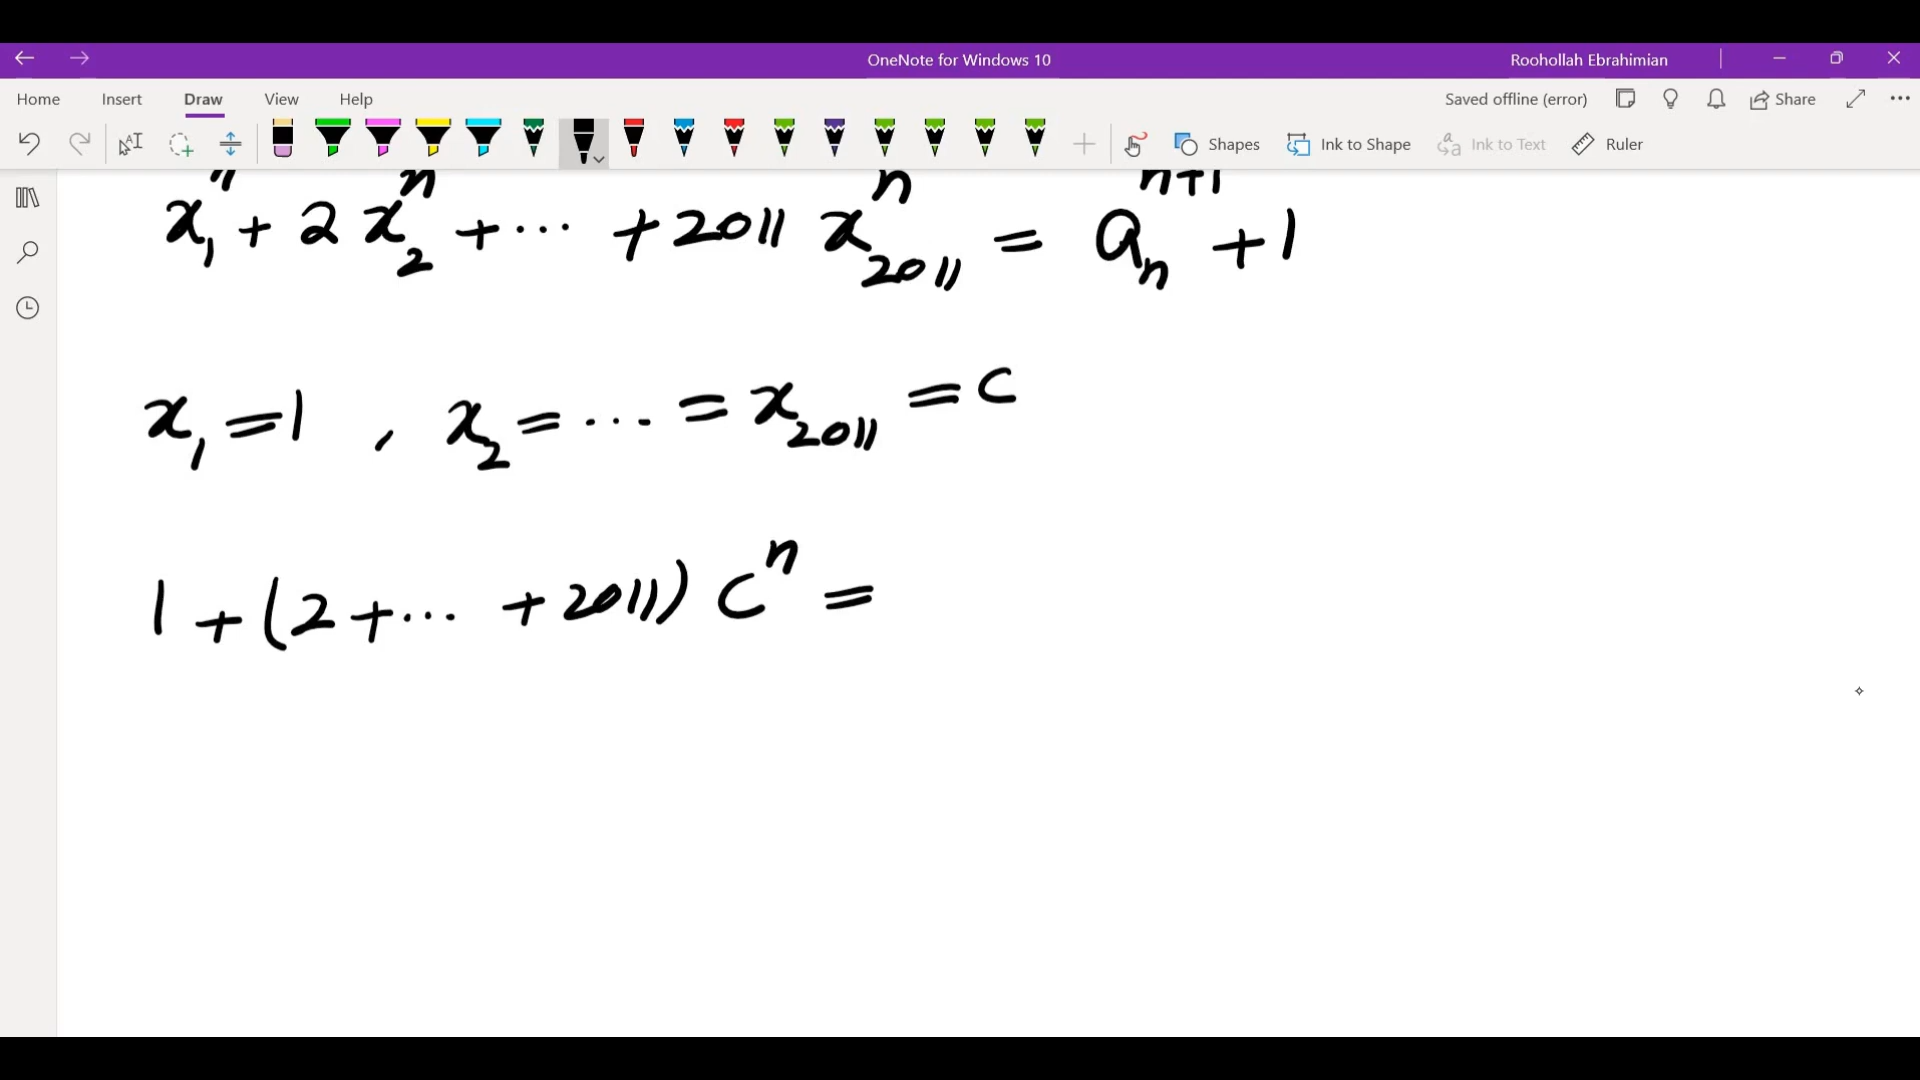 OneNote for Windows 10
Roohollah Ebrahimian
Home Insert Draw View Help
Saved offline (error) Share
Shapes Ink to Shape Ink to Text Ruler
x₁ⁿ + 2 x₂ⁿ + ··· + 2011 x₂₀₁₁ⁿ = aₙⁿ⁺¹ + 1
x₁ = 1 , x₂ = ··· = x₂₀₁₁ = c
1 + (2 + ··· + 2011) cⁿ =